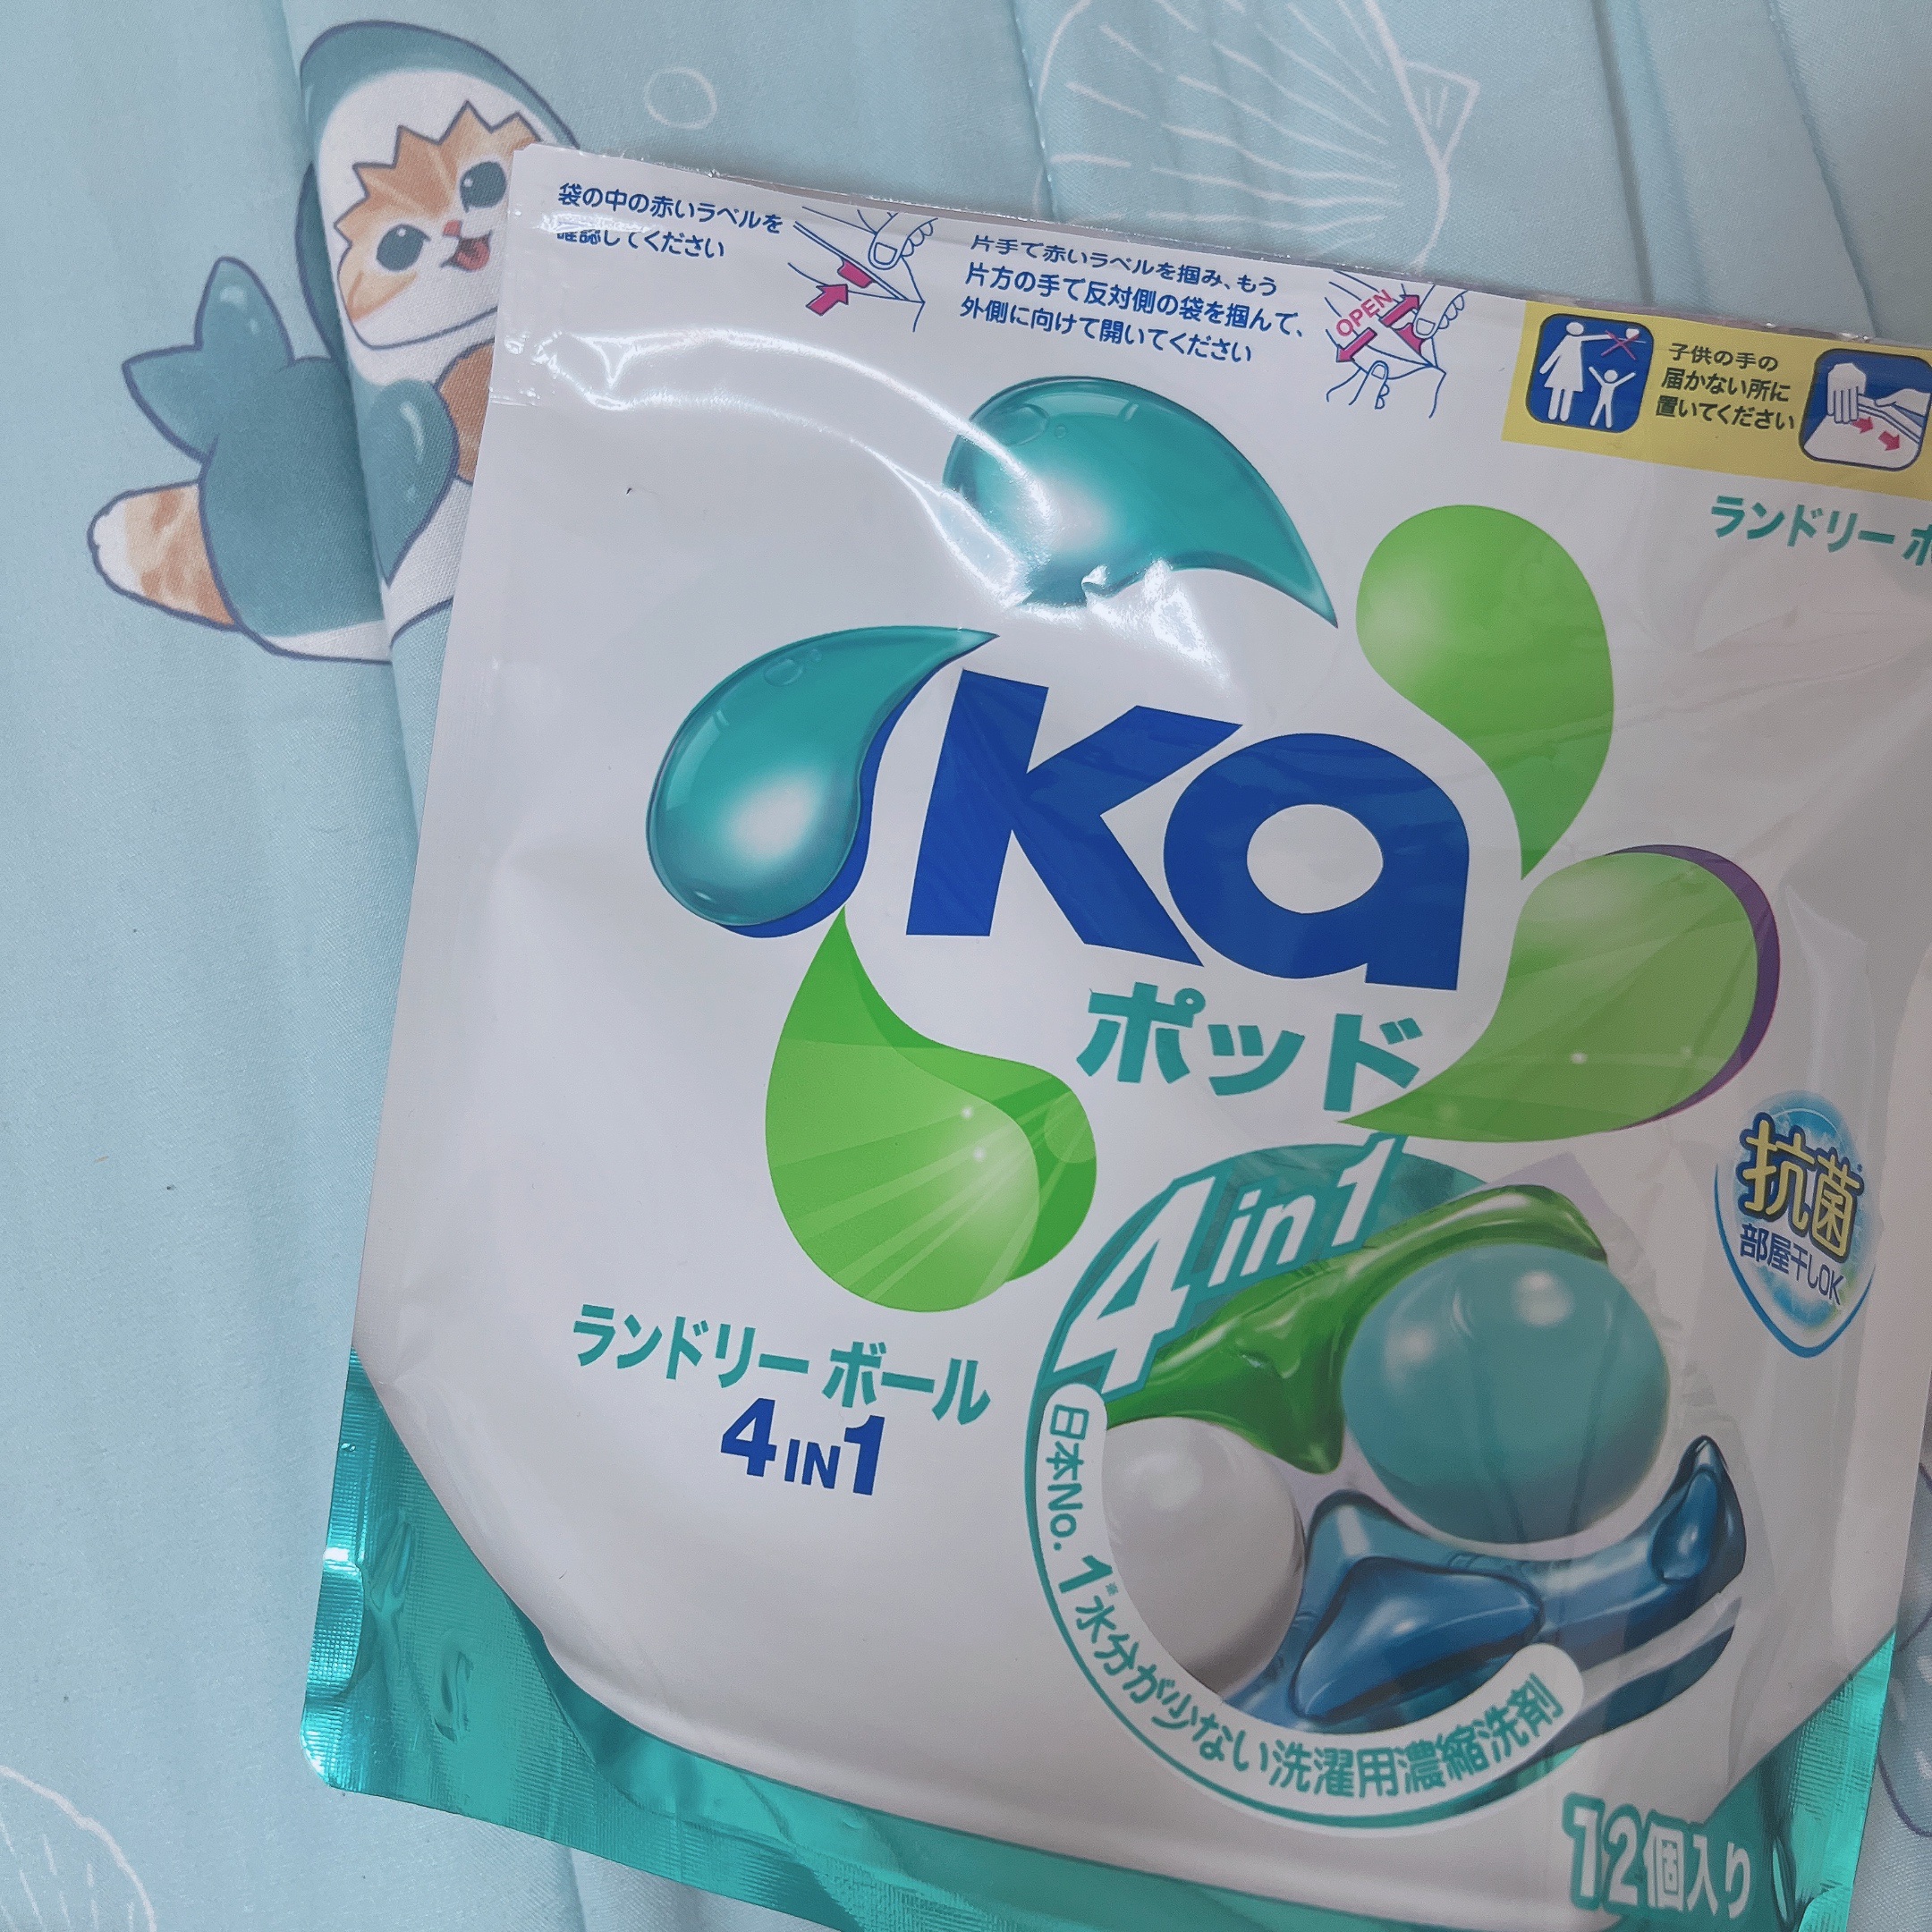 袋の中の赤いラベルを
確認してください
片手で赤いラベルを掴み、もう
片方の手で反対側の袋を掴んで、
外側に向けて開いてください
OPEN
子供の手の
届かない所に
置いてください
ランドリー ボ
Ka
ポッド
4in1
抗菌
部屋干しOK
ランドリー ボール
4IN1
日本No.1※水分が少ない洗濯用濃縮洗剤
12個入り